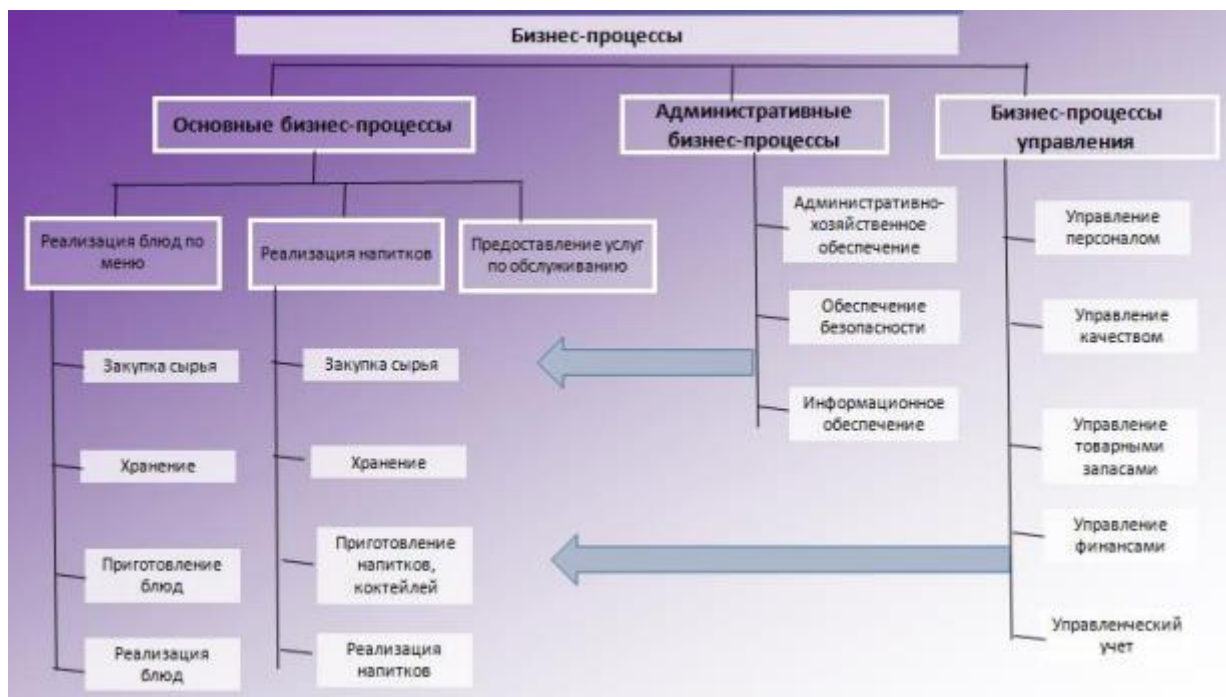 Бизнес-процессы
Основные бизнес-процессы
Административные
бизнес-процессы
Бизнес-процессы
управления
Реализация блюд по
меню
Реализация напитков
Предоставление услуг
по обслуживанию
Закупка сырья
Хранение
Приготовление
блюд
Реализация
блюд
Закупка сырья
Хранение
Приготовление
напитков,
коктейлей
Реализация
напитков
Административно-
хозяйственное
обеспечение
Обеспечение
безопасности
Информационное
обеспечение
Управление
персоналом
Управление
качеством
Управление
товарными
запасами
Управление
финансами
Управленческий
учет